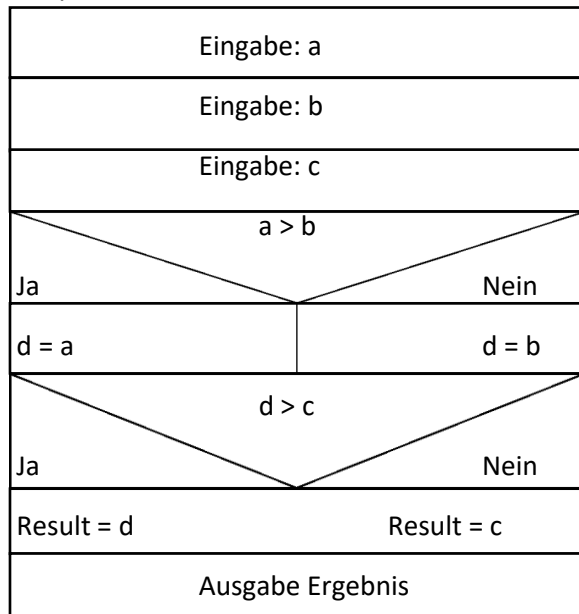 Eingabe: a
Eingabe: b
Eingabe: c
a > b
Ja Nein
d = a d = b
d > c
Ja Nein
Result = d Result = c
Ausgabe Ergebnis